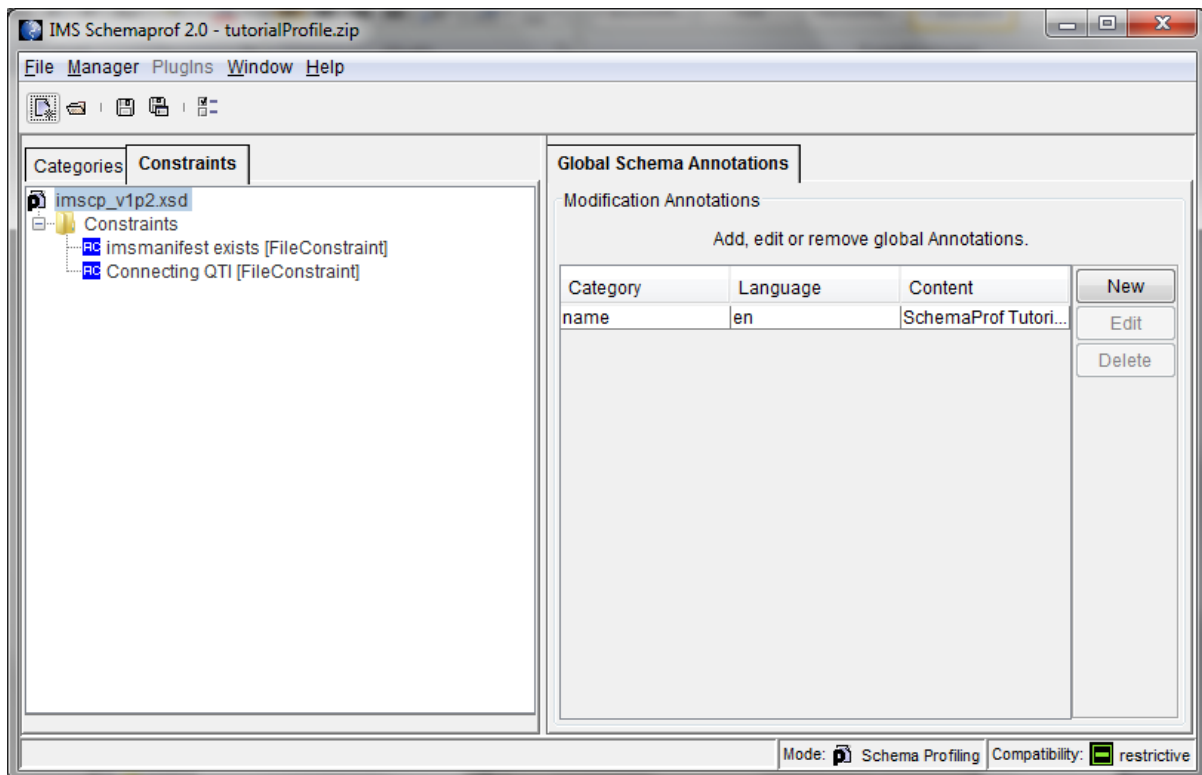 IMS Schemaprof 2.0 - tutorialProfile.zip
File Manager PlugIns Window Help
Categories Constraints
imscp_v1p2.xsd
Constraints
AC imsmanifest exists [FileConstraint]
AC Connecting QTI [FileConstraint]
Global Schema Annotations
Modification Annotations
Add, edit or remove global Annotations.
Category Language Content
name en SchemaProf Tutori...
New
Edit
Delete
Mode: Schema Profiling Compatibility: restrictive